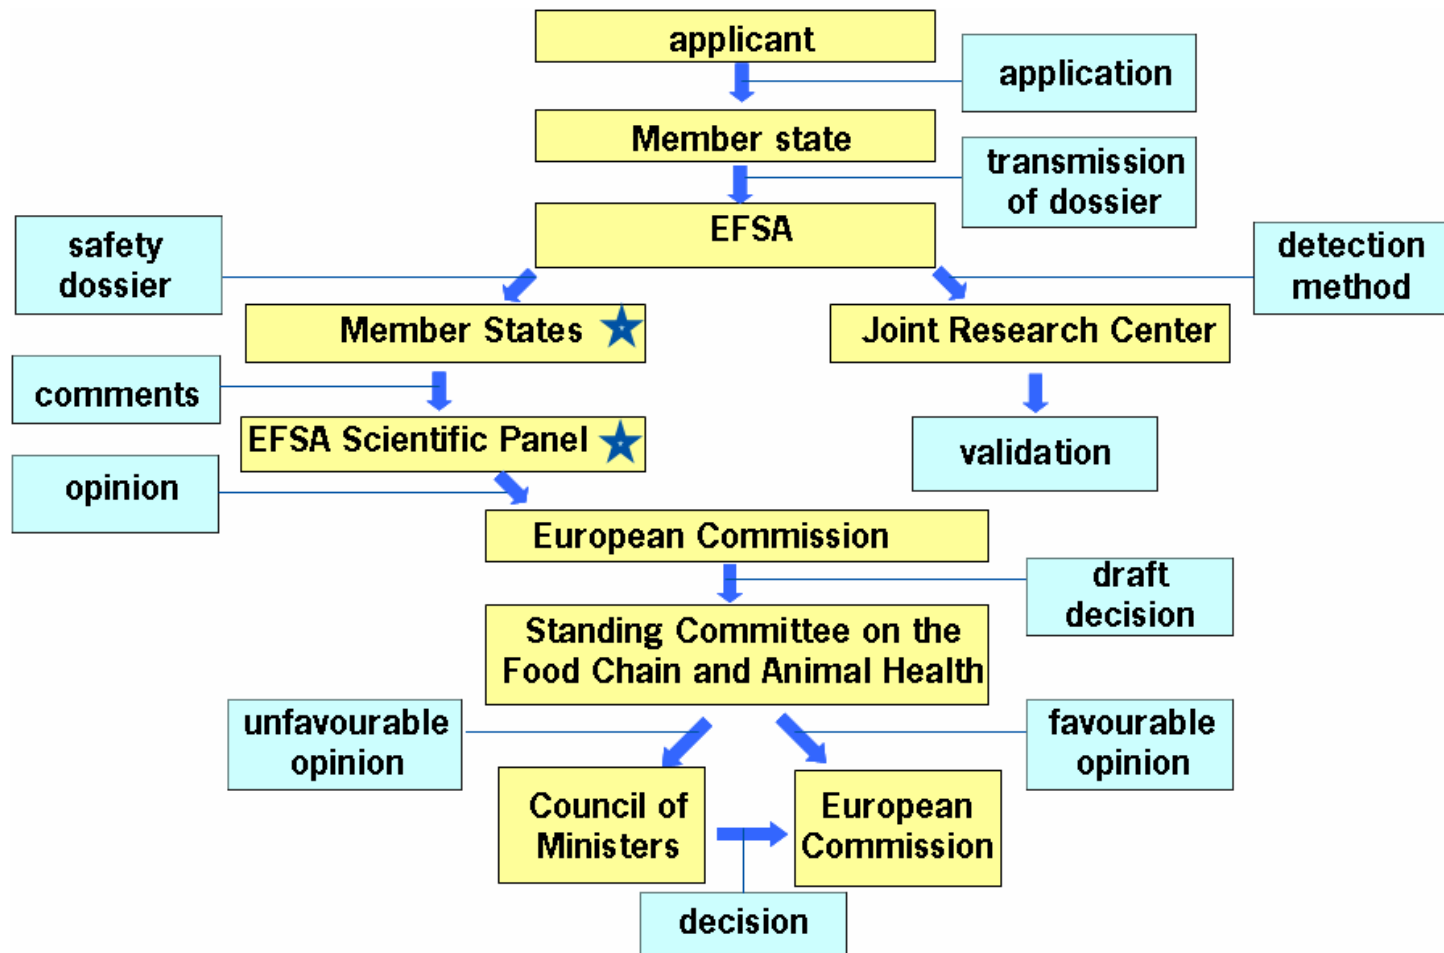 applicant
application
Member state
transmission
of dossier
EFSA
safety
dossier
detection
method
Member States
Joint Research Center
comments
EFSA Scientific Panel
validation
opinion
European Commission
draft
decision
Standing Committee on the
Food Chain and Animal Health
unfavourable
opinion
favourable
opinion
Council of
Ministers
European
Commission
decision